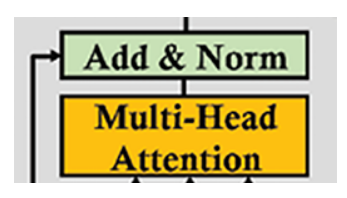 Add & Norm
Multi-Head
Attention